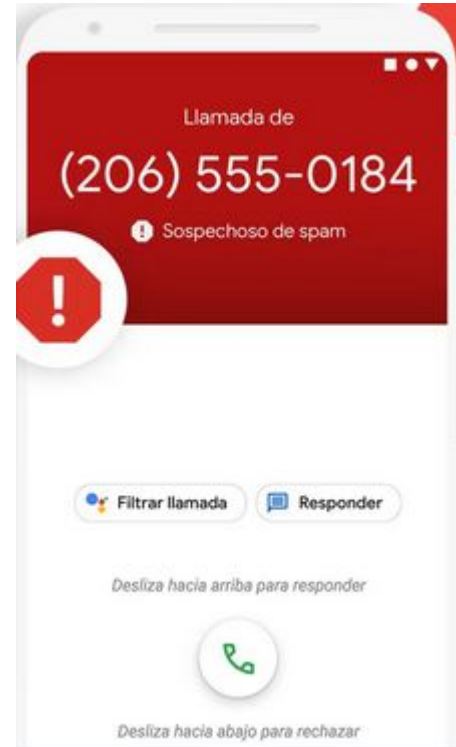 Llamada de
(206) 555-0184
Sospechoso de spam
Filtrar llamada
Responder
Desliza hacia arriba para responder
Desliza hacia abajo para rechazar